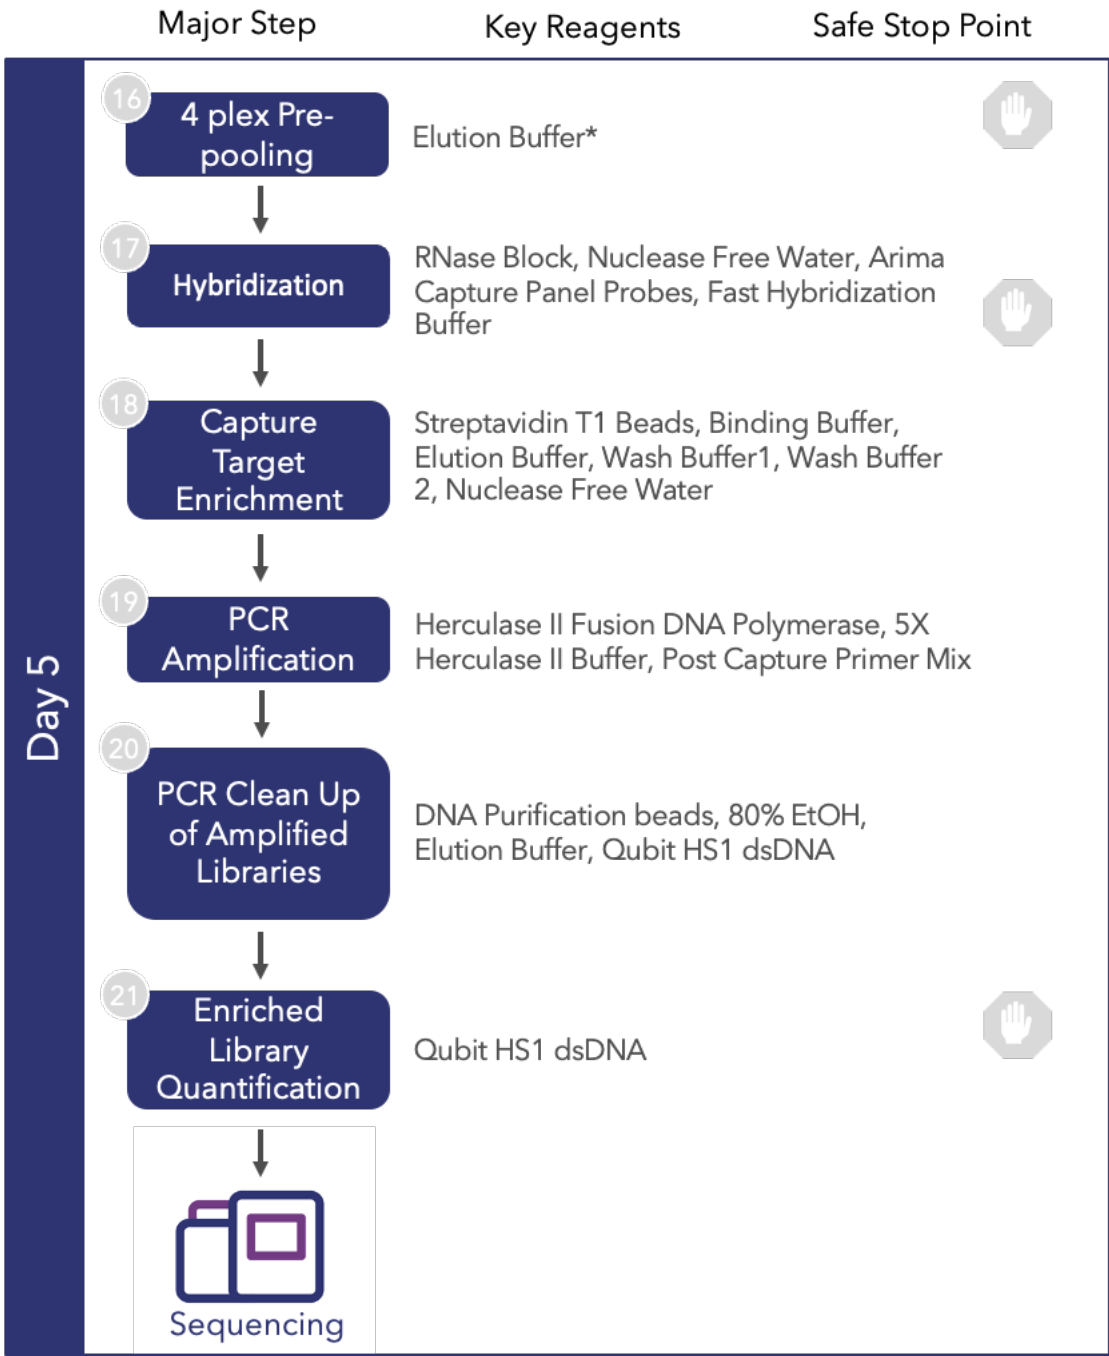 Major Step
Key Reagents
Safe Stop Point
Day 5
16
4 plex Pre-
pooling
Elution Buffer*
17
Hybridization
RNase Block, Nuclease Free Water, Arima
Capture Panel Probes, Fast Hybridization
Buffer
18
Capture
Target
Enrichment
Streptavidin T1 Beads, Binding Buffer,
Elution Buffer, Wash Buffer1, Wash Buffer
2, Nuclease Free Water
19
PCR
Amplification
Herculase II Fusion DNA Polymerase, 5X
Herculase II Buffer, Post Capture Primer Mix
20
PCR Clean Up
of Amplified
Libraries
DNA Purification beads, 80% EtOH,
Elution Buffer, Qubit HS1 dsDNA
21
Enriched
Library
Quantification
Qubit HS1 dsDNA
Sequencing